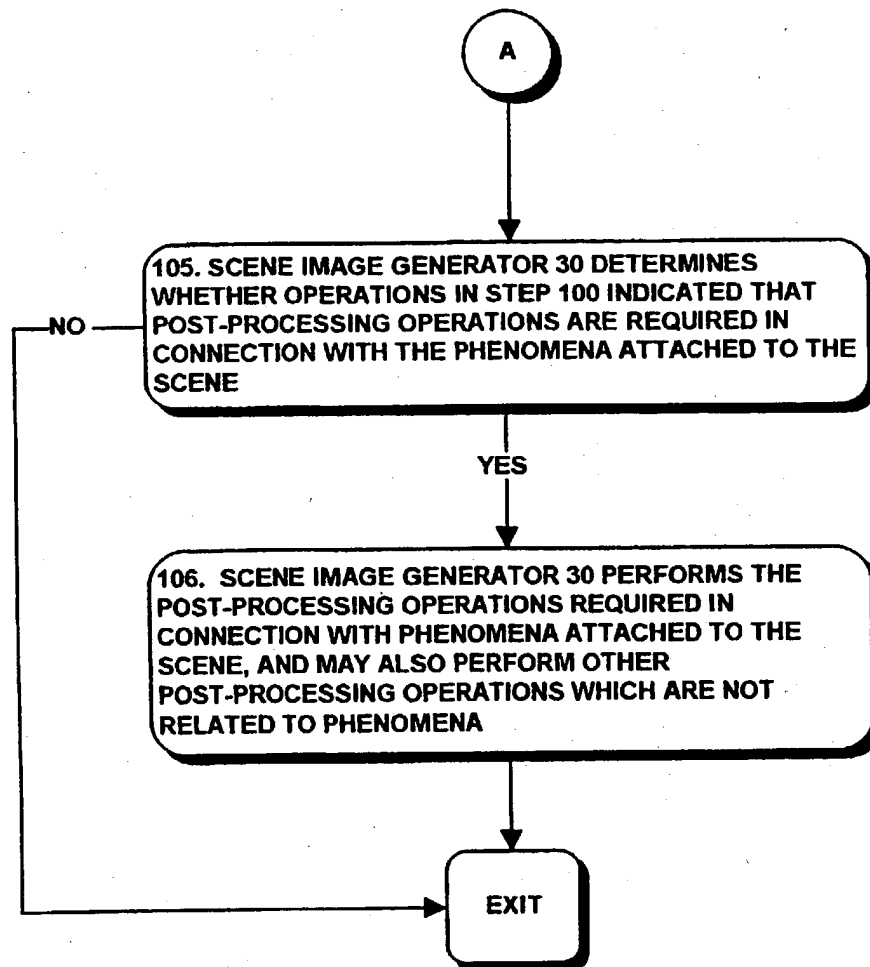 A
105. SCENE IMAGE GENERATOR 30 DETERMINES
WHETHER OPERATIONS IN STEP 100 INDICATED THAT
POST-PROCESSING OPERATIONS ARE REQUIRED IN
CONNECTION WITH THE PHENOMENA ATTACHED TO THE
SCENE
NO
YES
106. SCENE IMAGE GENERATOR 30 PERFORMS THE
POST-PROCESSING OPERATIONS REQUIRED IN
CONNECTION WITH PHENOMENA ATTACHED TO THE
SCENE, AND MAY ALSO PERFORM OTHER
POST-PROCESSING OPERATIONS WHICH ARE NOT
RELATED TO PHENOMENA
EXIT